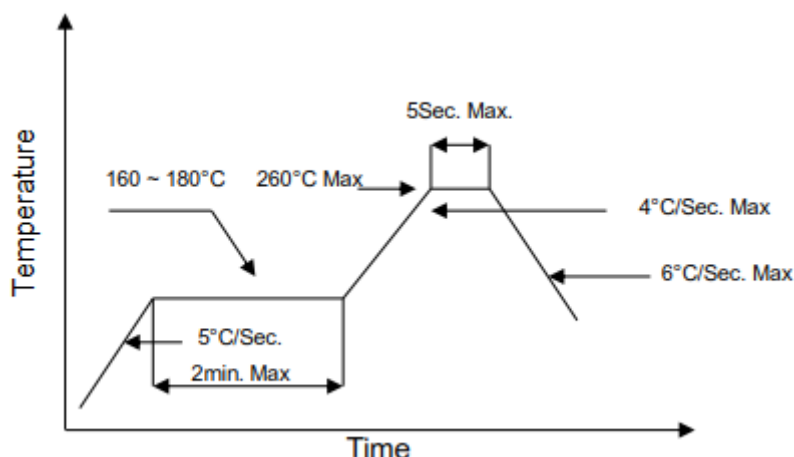 5Sec. Max.
160 ~ 180°C
260°C Max
4°C/Sec. Max
6°C/Sec. Max
5°C/Sec.
2min. Max
Temperature
Time